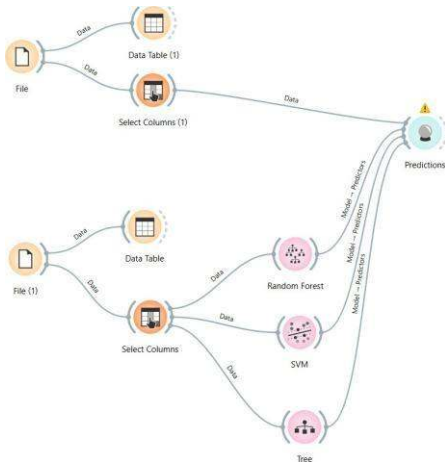 Data
Data Table (1)
File
Data
Select Columns (1)
Data
Predictions
Model → Predictors
Model → Predictors
Model → Predictors
Data
Data Table
File (1)
Data
Select Columns
Data
Random Forest
Data
SVM
Data
Tree